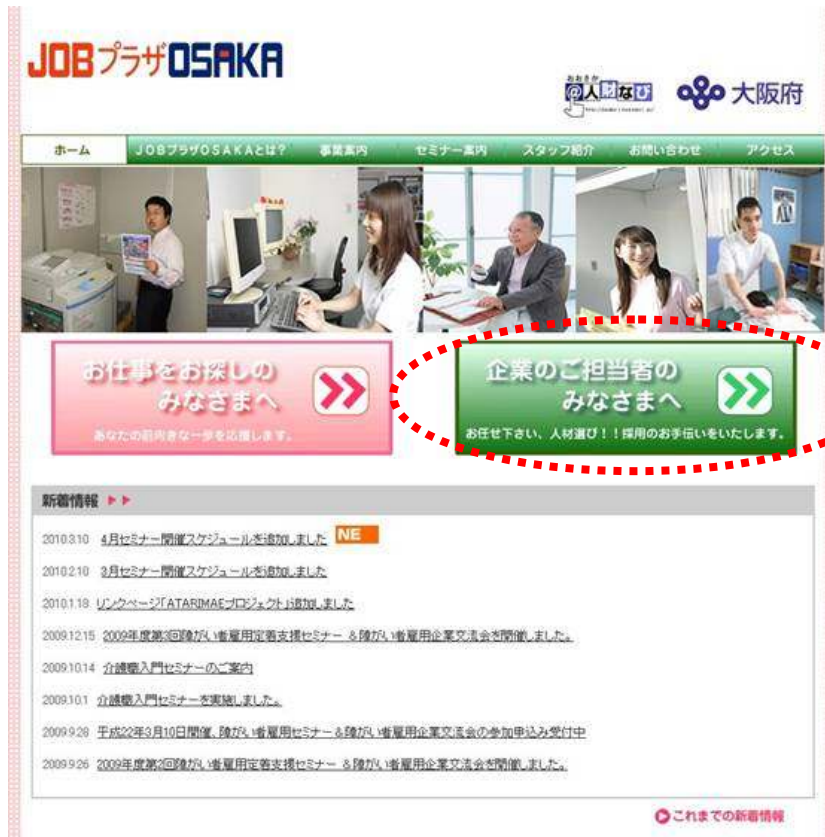 JOBプラザOSAKA
おおさか
@人財なび
大阪府
ホーム JOBプラザOSAKAとは? 事業案内 セミナー案内 スタッフ紹介 お問い合わせ アクセス
お仕事をお探しの
みなさまへ
あなたの前向きな一歩を応援します。
企業のご担当者の
みなさまへ
お任せ下さい、人材選び!!採用のお手伝いをいたします。
新着情報
2010.3.10 4月セミナー開催スケジュールを追加しました NE
2010.2.10 3月セミナー開催スケジュールを追加しました
2010.1.18 リンクページ「ATARIMAEプロジェクト」追加しました
2009.12.15 2009年度第3回障がい者雇用定着支援セミナー &障がい者雇用企業交流会を開催しました。
2009.10.14 介護職入門セミナーのご案内
2009.10.1 介護職入門セミナーを実施しました。
2009.9.28 平成22年3月10日開催、障がい者雇用セミナー&障がい者雇用企業交流会の参加申込み受付中
2009.9.26 2009年度第2回障がい者雇用定着支援セミナー &障がい者雇用企業交流会を開催しました。
これまでの新着情報